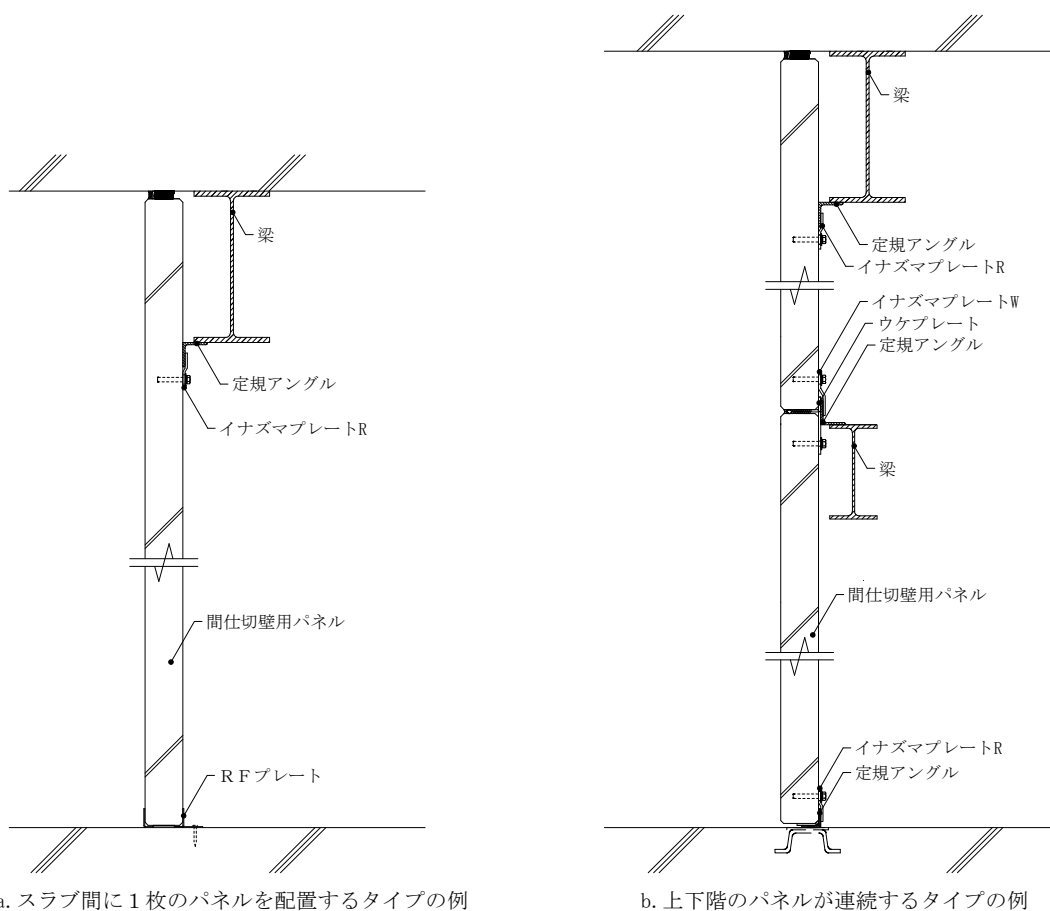 梁
定規アングル
イナズマプレートR
間仕切壁用パネル
RFプレート
a. スラブ間に1枚のパネルを配置するタイプの例
梁
定規アングル
イナズマプレートR
イナズマプレートW
ウケプレート
定規アングル
梁
間仕切壁用パネル
イナズマプレートR
定規アングル
b. 上下階のパネルが連続するタイプの例